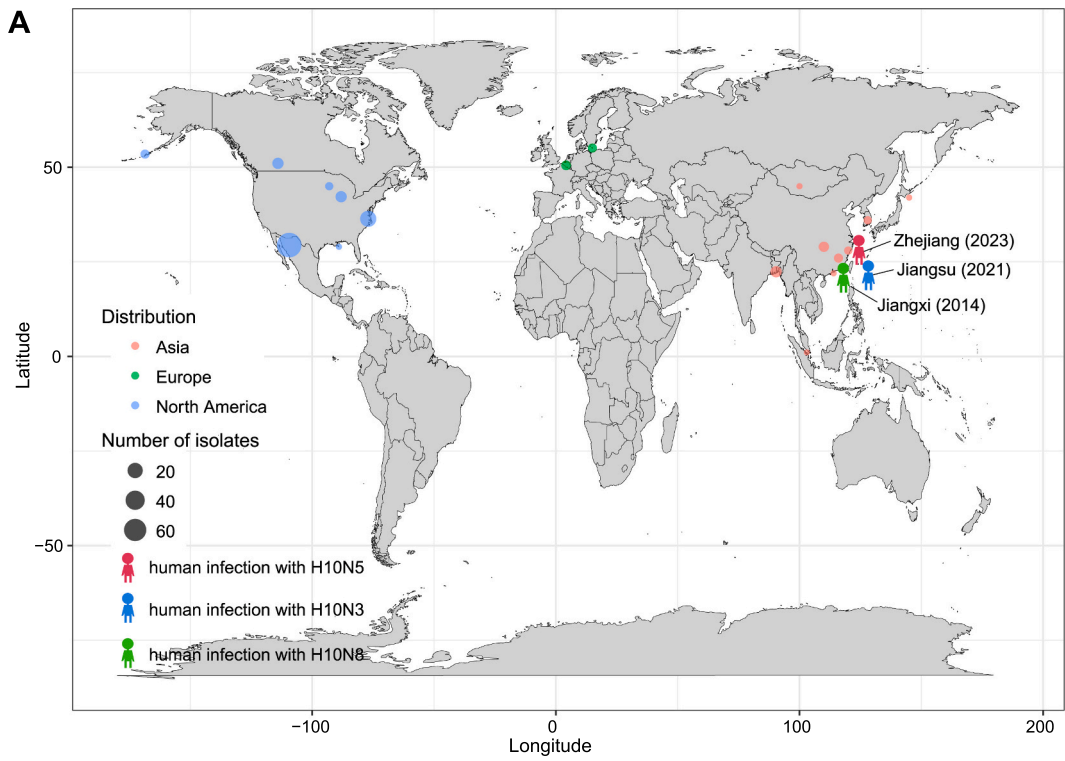 A
Latitude
50
0
−50
Zhejiang (2023)
Jiangsu (2021)
Jiangxi (2014)
Distribution
Asia
Europe
North America
Number of isolates
20
40
60
human infection with H10N5
human infection with H10N3
human infection with H10N8
−100
0
100
200
Longitude